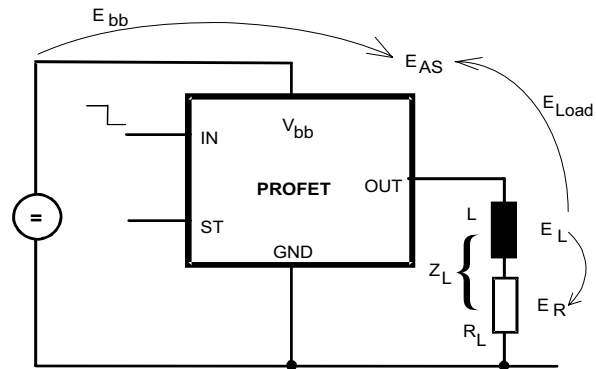 E bb
E AS
E Load
V bb
IN
PROFET
OUT
ST
GND
=
L
E L
Z L
{
R L
E R